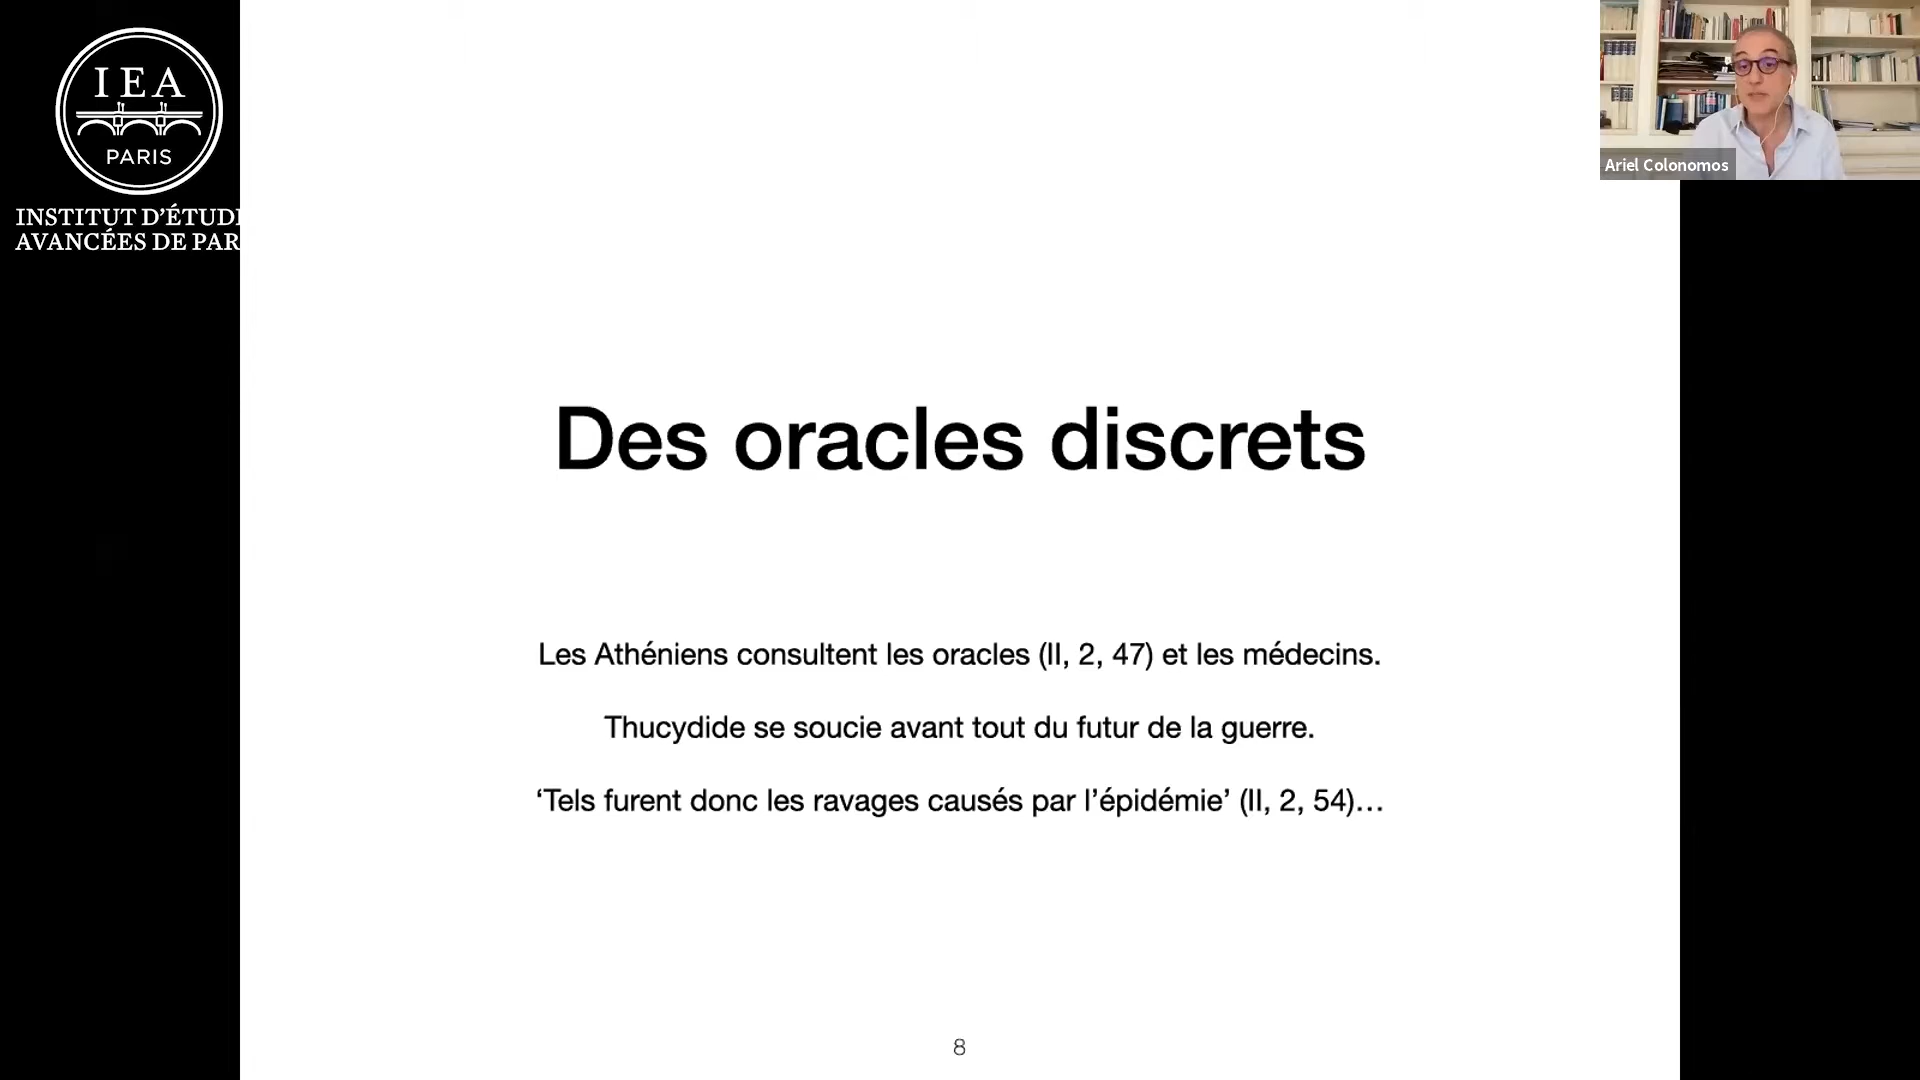 IEA
PARIS
INSTITUT D'ÉTUDE
AVANCÉES DE PAR
Ariel Colonomos
Des oracles discrets
Les Athéniens consultent les oracles (II, 2, 47) et les médecins.
Thucydide se soucie avant tout du futur de la guerre.
‘Tels furent donc les ravages causés par l’épidémie’ (II, 2, 54)…
8